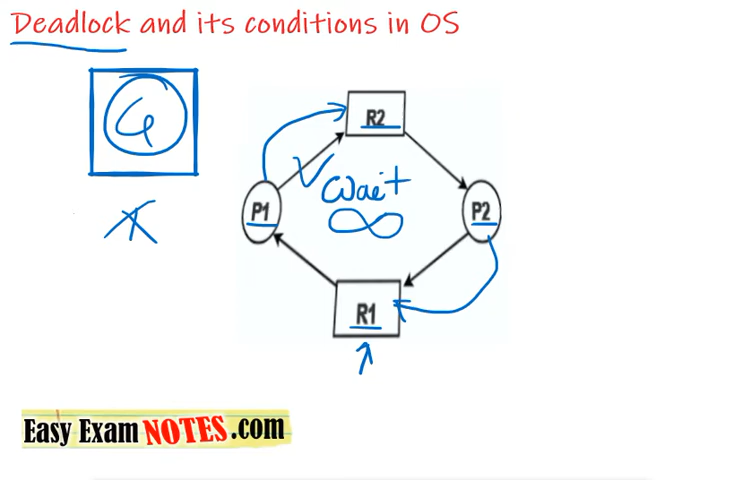 Deadlock and its conditions in OS
R2
wait
P1
P2
∞
R1
Easy Exam NOTES.com